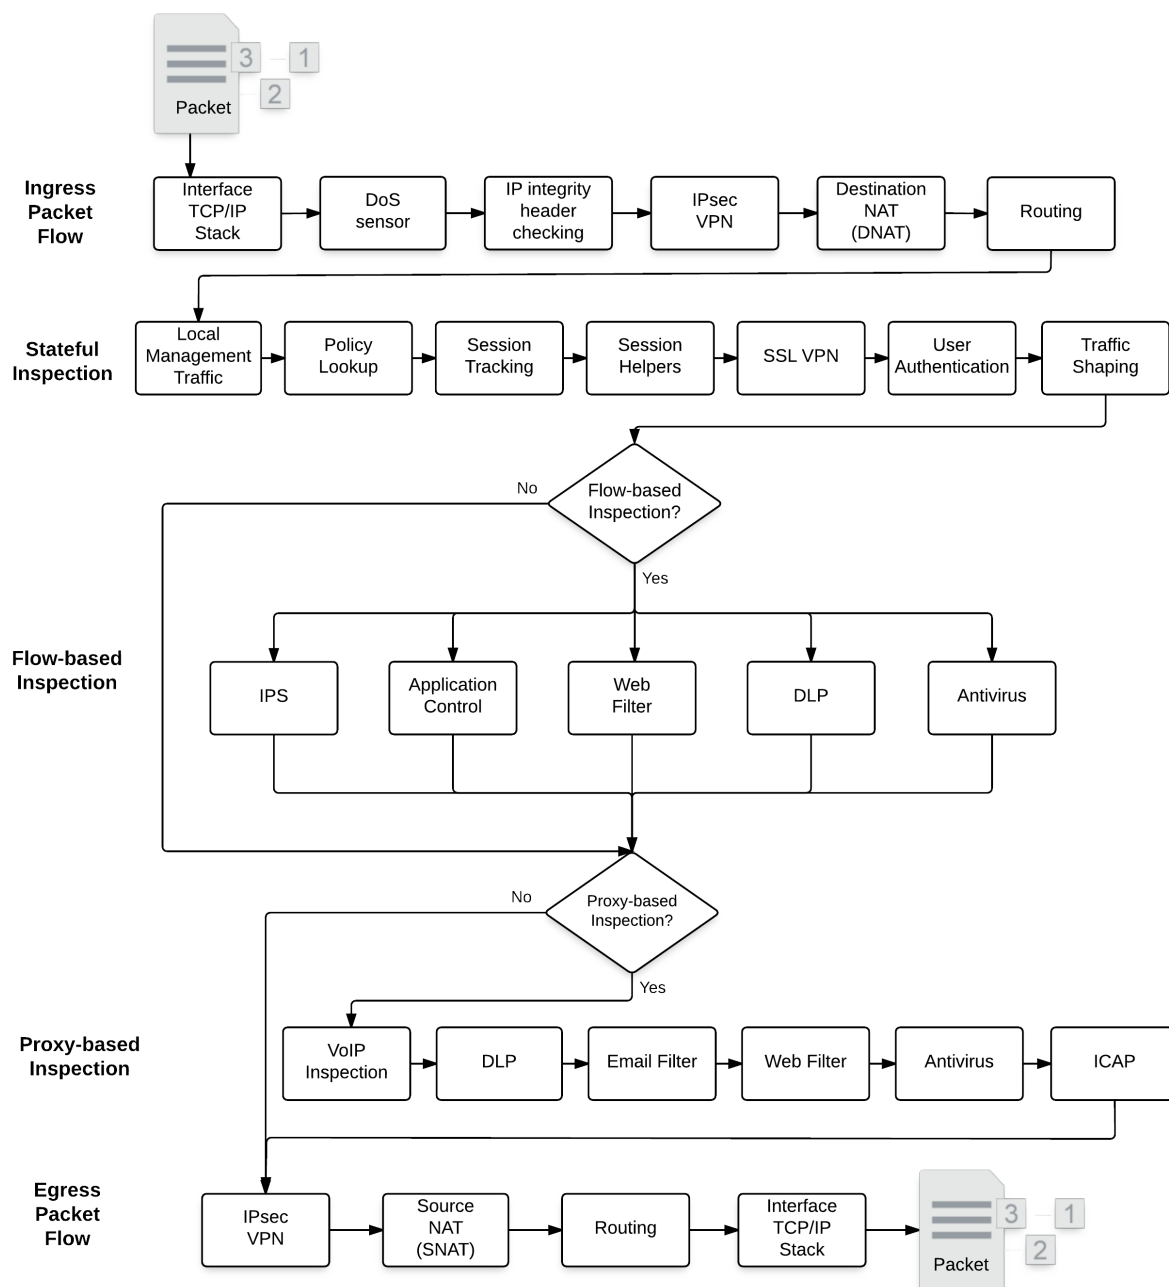 3
1
2
Packet
Ingress
Packet
Flow
Interface
TCP/IP
Stack
DoS
sensor
IP integrity
header
checking
IPsec
VPN
Destination
NAT
(DNAT)
Routing
Stateful
Inspection
Local
Management
Traffic
Policy
Lookup
Session
Tracking
Session
Helpers
SSL VPN
User
Authentication
Traffic
Shaping
No
Flow-based
Inspection?
Yes
Flow-based
Inspection
IPS
Application
Control
Web
Filter
DLP
Antivirus
No
Proxy-based
Inspection?
Yes
Proxy-based
Inspection
VoIP
Inspection
DLP
Email Filter
Web Filter
Antivirus
ICAP
Egress
Packet
Flow
IPsec
VPN
Source
NAT
(SNAT)
Routing
Interface
TCP/IP
Stack
3
1
2
Packet